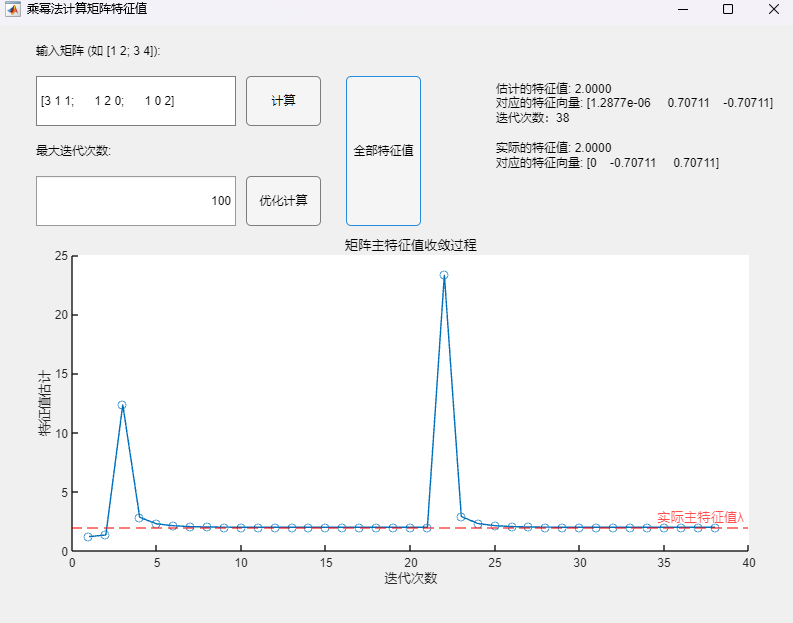 乘幂法计算矩阵特征值
输入矩阵 (如 [1 2; 3 4]):
[3 1 1; 1 2 0; 1 0 2]
计算
全部特征值
估计的特征值: 2.0000
对应的特征向量: [1.2877e-06 0.70711 -0.70711]
迭代次数: 38
实际的特征值: 2.0000
对应的特征向量: [0 -0.70711 0.70711]
最大迭代次数:
100
优化计算
矩阵主特征值收敛过程
特征值估计
25
20
15
10
5
0
实际主特征值λ
0 5 10 15 20 25 30 35 40
迭代次数